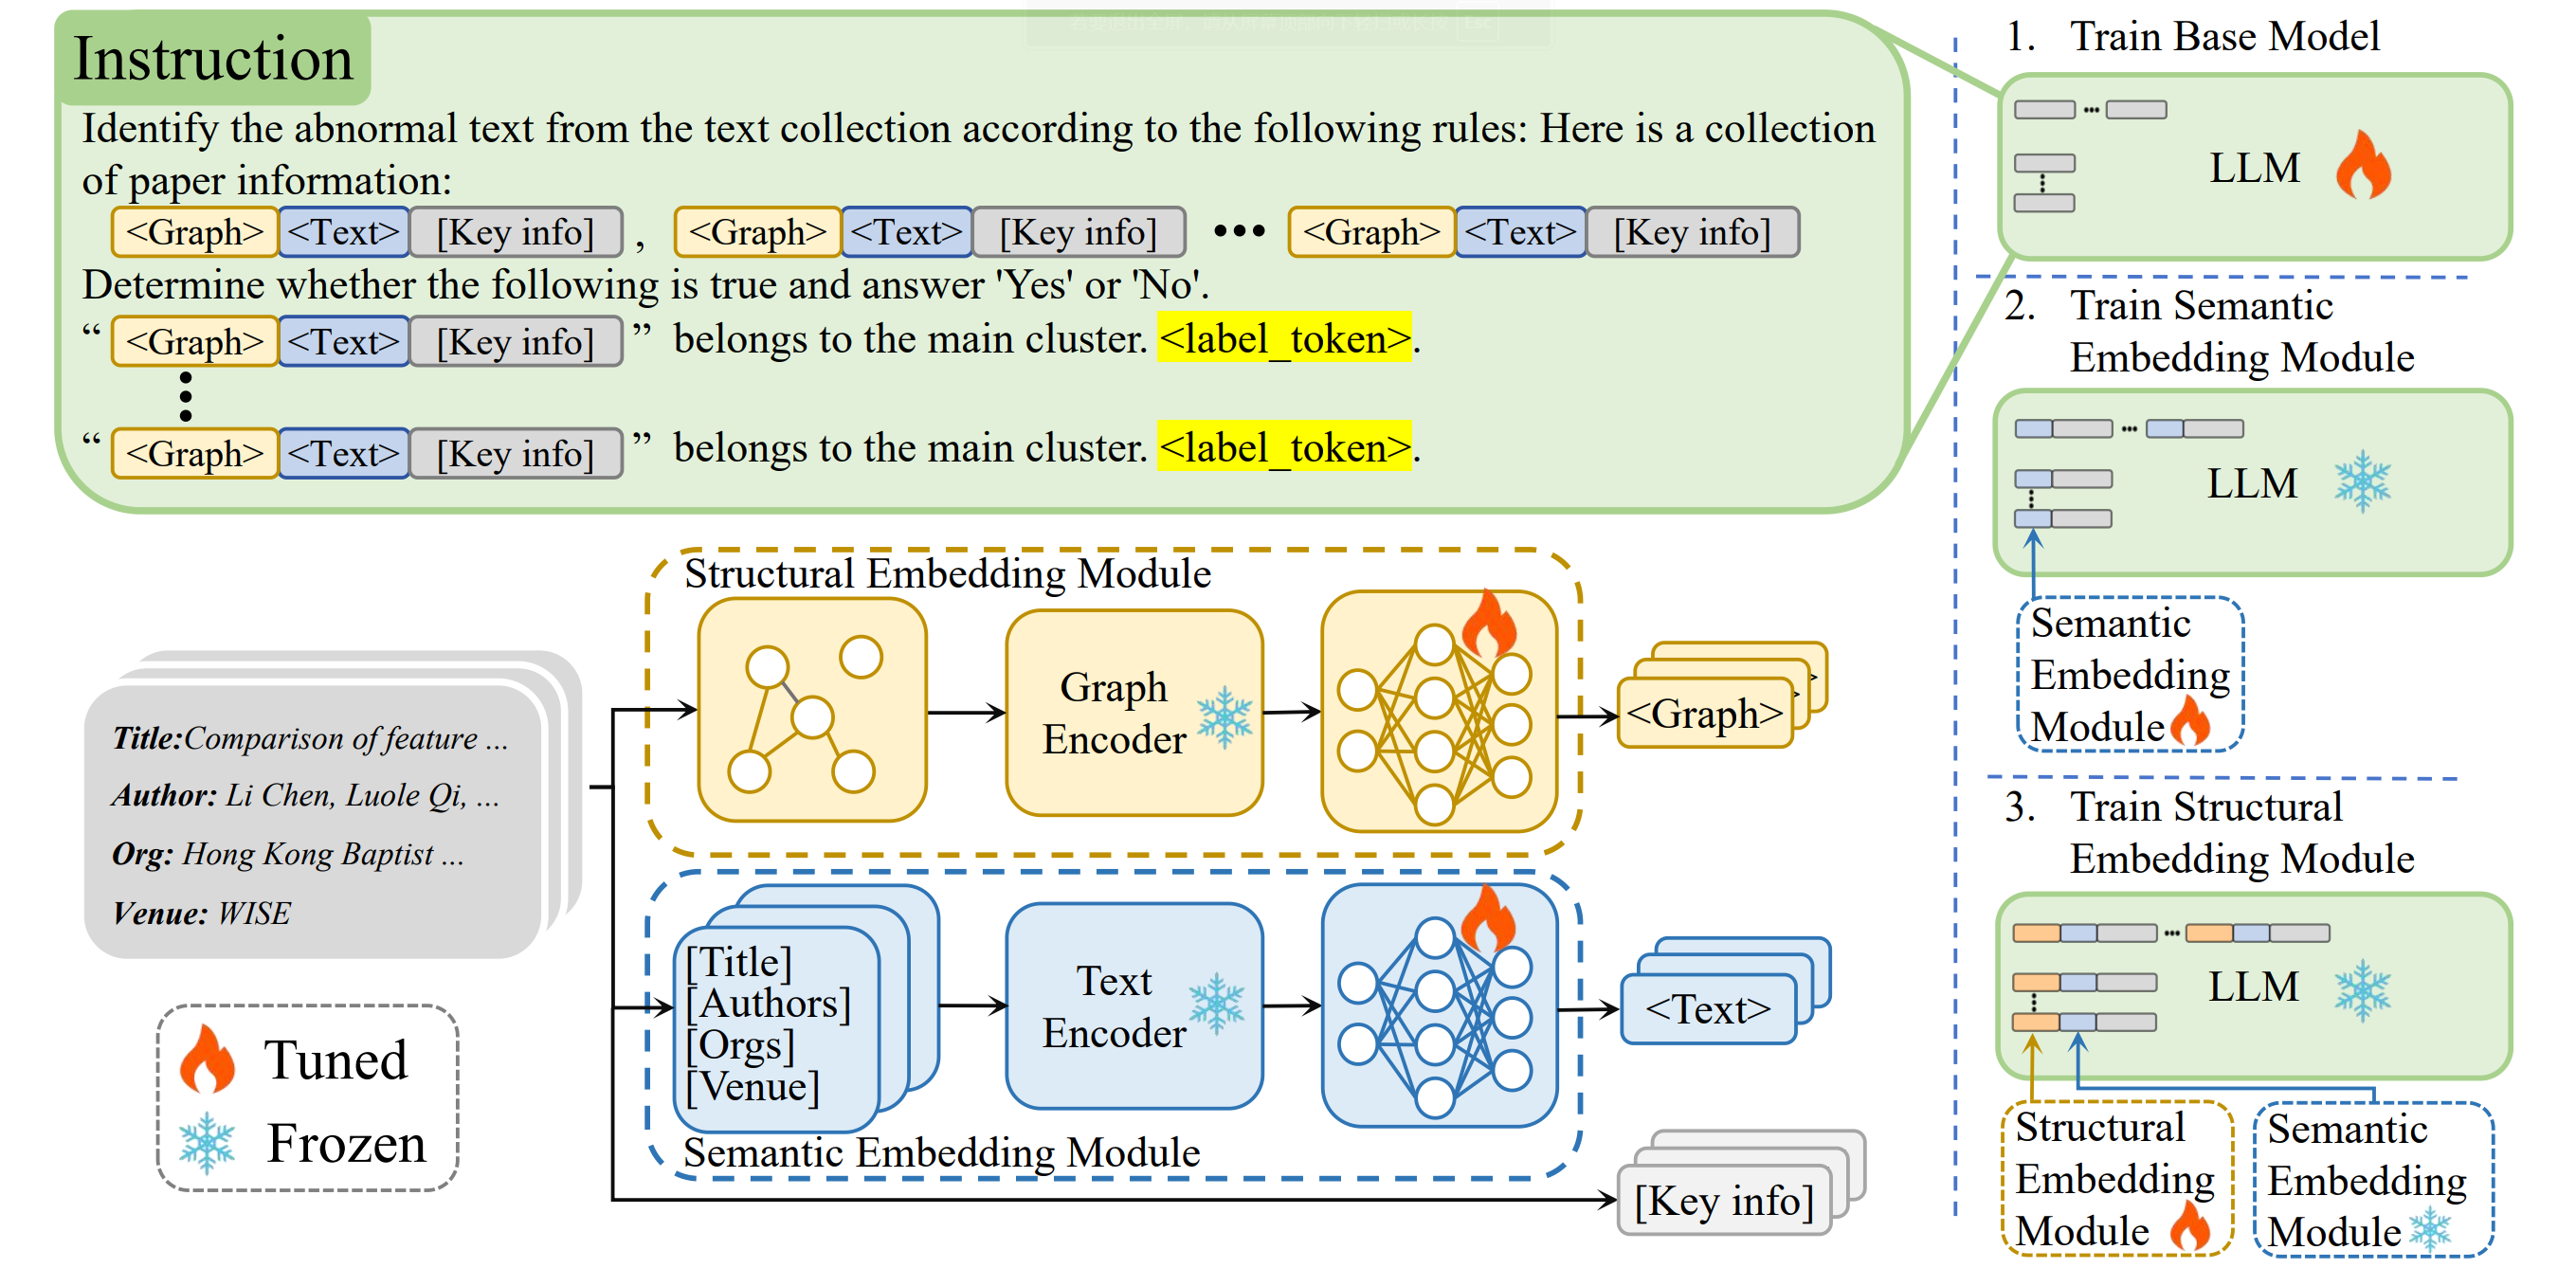 Instruction
Identify the abnormal text from the text collection according to the following rules: Here is a collection
of paper information:
<Graph> <Text> [Key info] , <Graph> <Text> [Key info] ••• <Graph> <Text> [Key info]
Determine whether the following is true and answer 'Yes' or 'No'.
“ <Graph> <Text> [Key info] ” belongs to the main cluster. <label_token>.
“ <Graph> <Text> [Key info] ” belongs to the main cluster. <label_token>.
Title:Comparison of feature ...
Author: Li Chen, Luole Qi, ...
Org: Hong Kong Baptist ...
Venue: WISE
Tuned
Frozen
Structural Embedding Module
Graph
Encoder
<Graph>
[Title]
[Authors]
[Orgs]
[Venue]
Text
Encoder
<Text>
Semantic Embedding Module
[Key info]
1. Train Base Model
LLM
2. Train Semantic
Embedding Module
LLM
Semantic
Embedding
Module
3. Train Structural
Embedding Module
LLM
Structural
Embedding
Module
Semantic
Embedding
Module